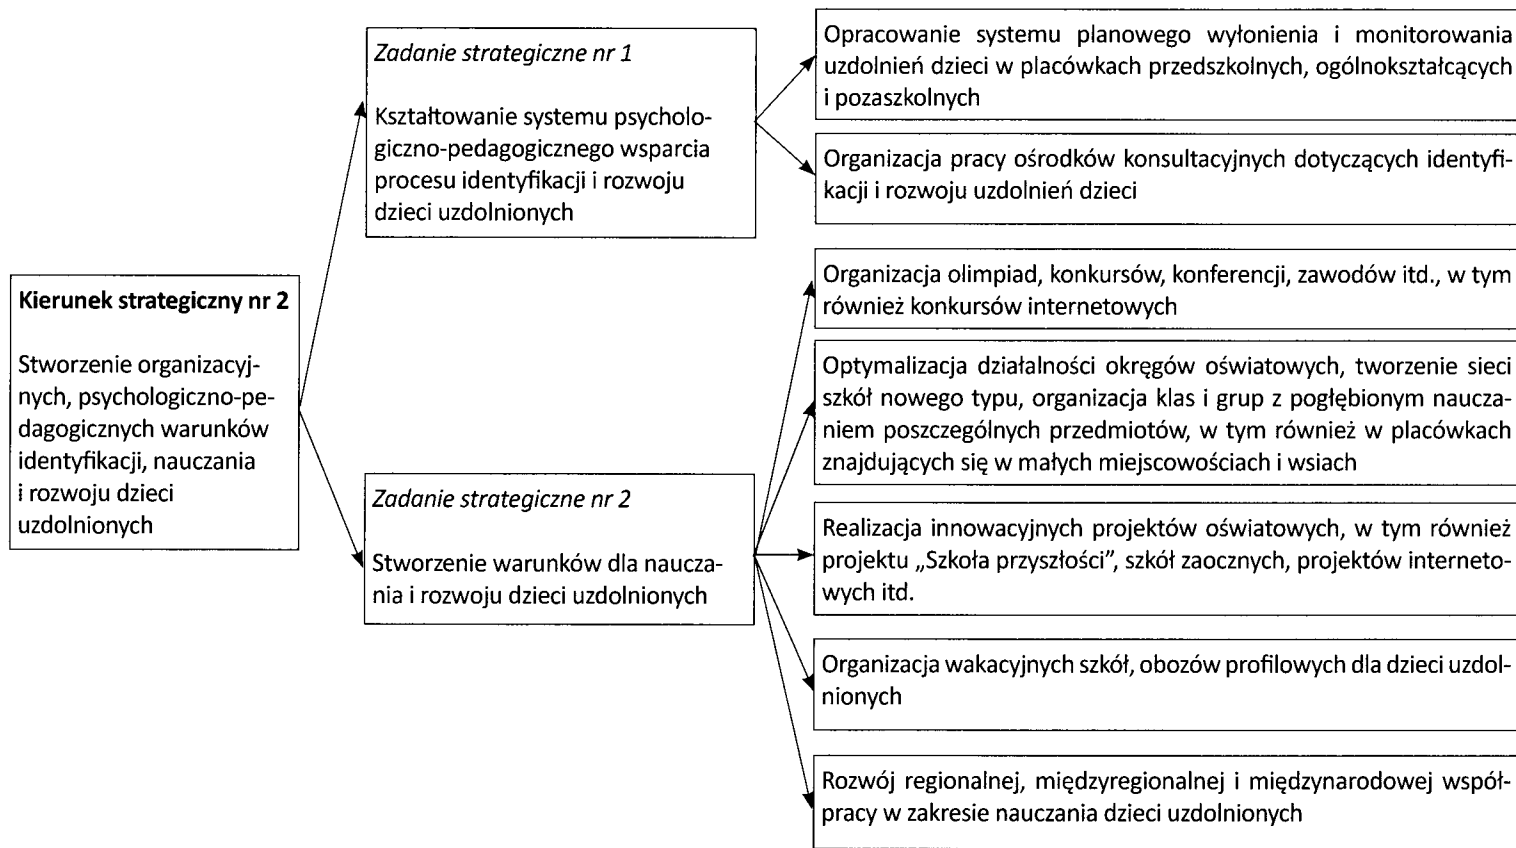 Kierunek strategiczny nr 2
Stworzenie organizacyj-
nych, psychologiczno-pe-
dagogicznych warunków
identyfikacji, nauczania
i rozwoju dzieci
uzdolnionych
Zadanie strategiczne nr 1
Kształtowanie systemu psycholo-
giczno-pedagogicznego wsparcia
procesu identyfikacji i rozwoju
dzieci uzdolnionych
Opracowanie systemu planowego wyłonienia i monitorowania
uzdolnień dzieci w placówkach przedszkolnych, ogólnokształcących
i pozaszkolnych
Organizacja pracy ośrodków konsultacyjnych dotyczących identyfi-
kacji i rozwoju uzdolnień dzieci
Zadanie strategiczne nr 2
Stworzenie warunków dla naucza-
nia i rozwoju dzieci uzdolnionych
Organizacja olimpiad, konkursów, konferencji, zawodów itd., w tym
również konkursów internetowych
Optymalizacja działalności okręgów oświatowych, tworzenie sieci
szkół nowego typu, organizacja klas i grup z pogłębionym naucza-
niem poszczególnych przedmiotów, w tym również w placówkach
znajdujących się w małych miejscowościach i wsiach
Realizacja innowacyjnych projektów oświatowych, w tym również
projektu „Szkoła przyszłości”, szkół zaocznych, projektów interneto-
wych itd.
Organizacja wakacyjnych szkół, obozów profilowych dla dzieci uzdol-
nionych
Rozwój regionalnej, międzyregionalnej i międzynarodowej współ-
pracy w zakresie nauczania dzieci uzdolnionych